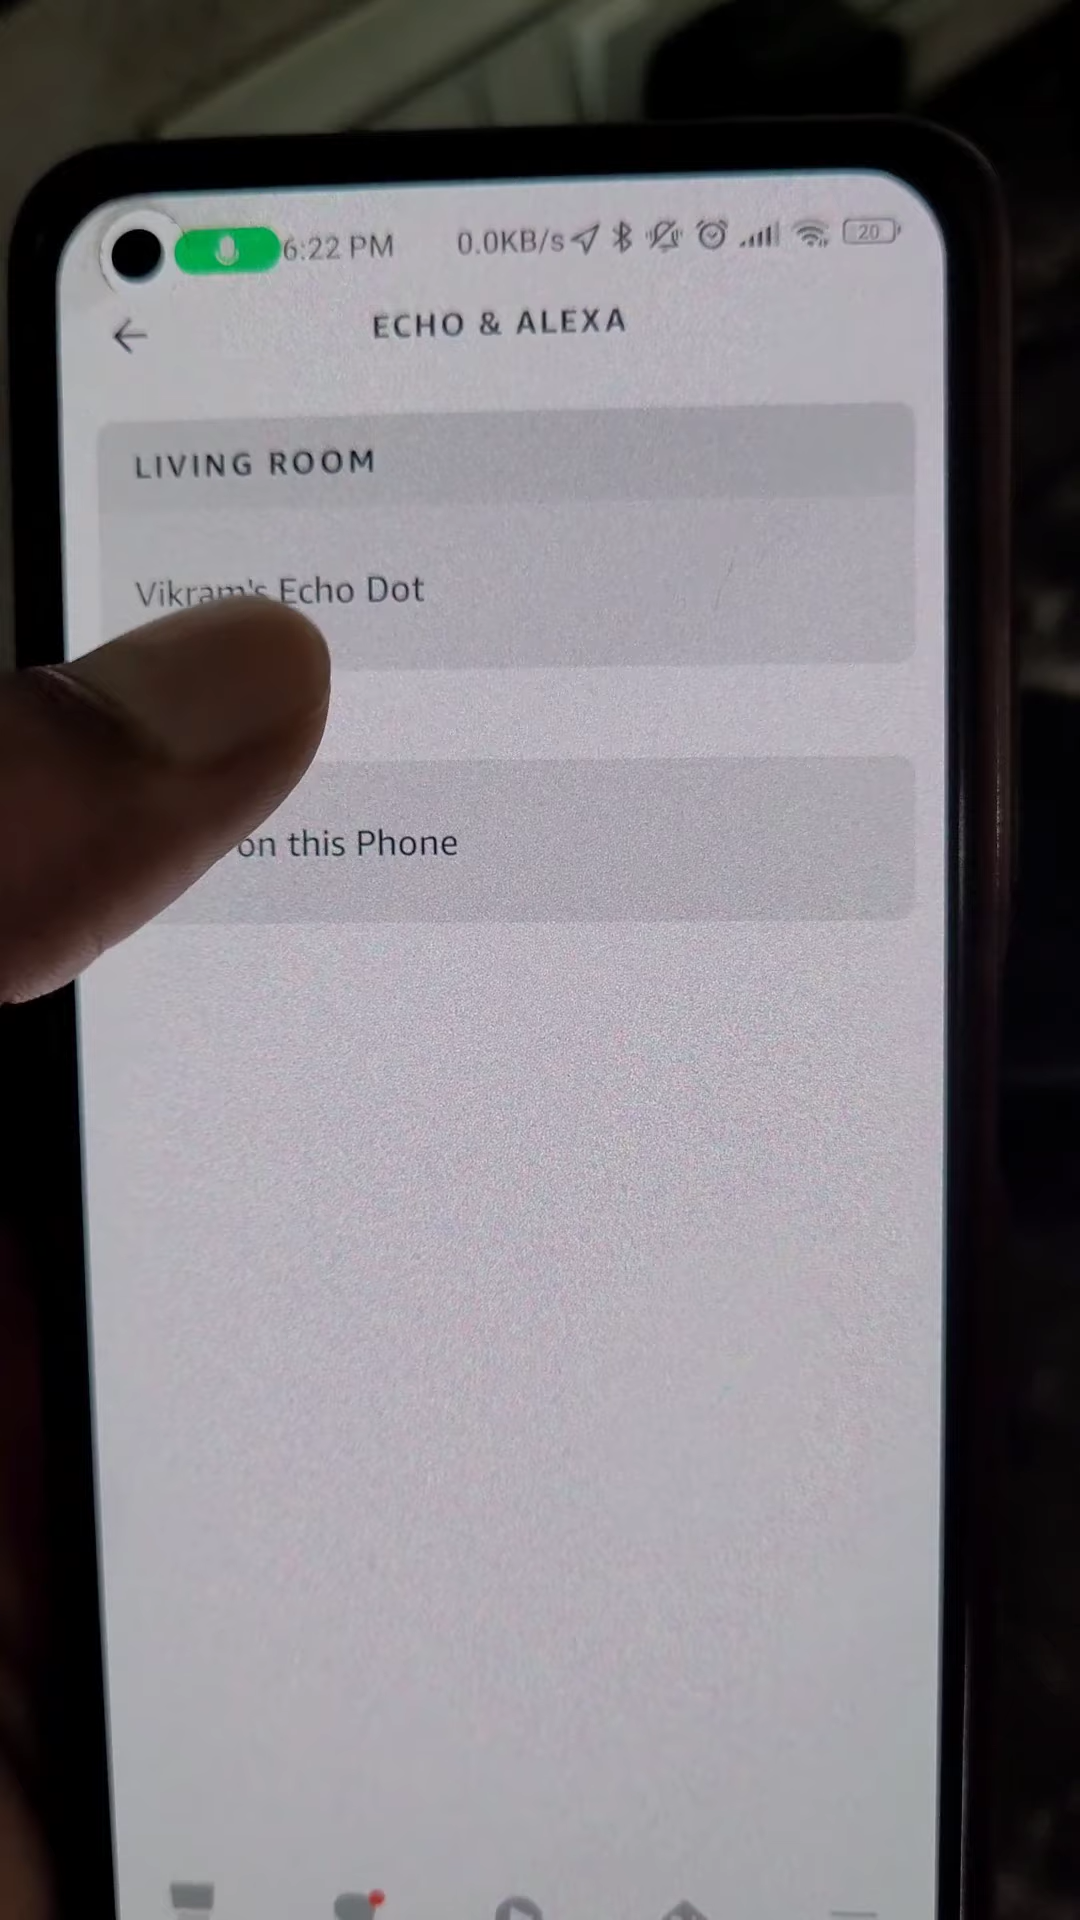 6:22 PM 0.0KB/s 20
ECHO & ALEXA
LIVING ROOM
Vikram's Echo Dot
on this Phone